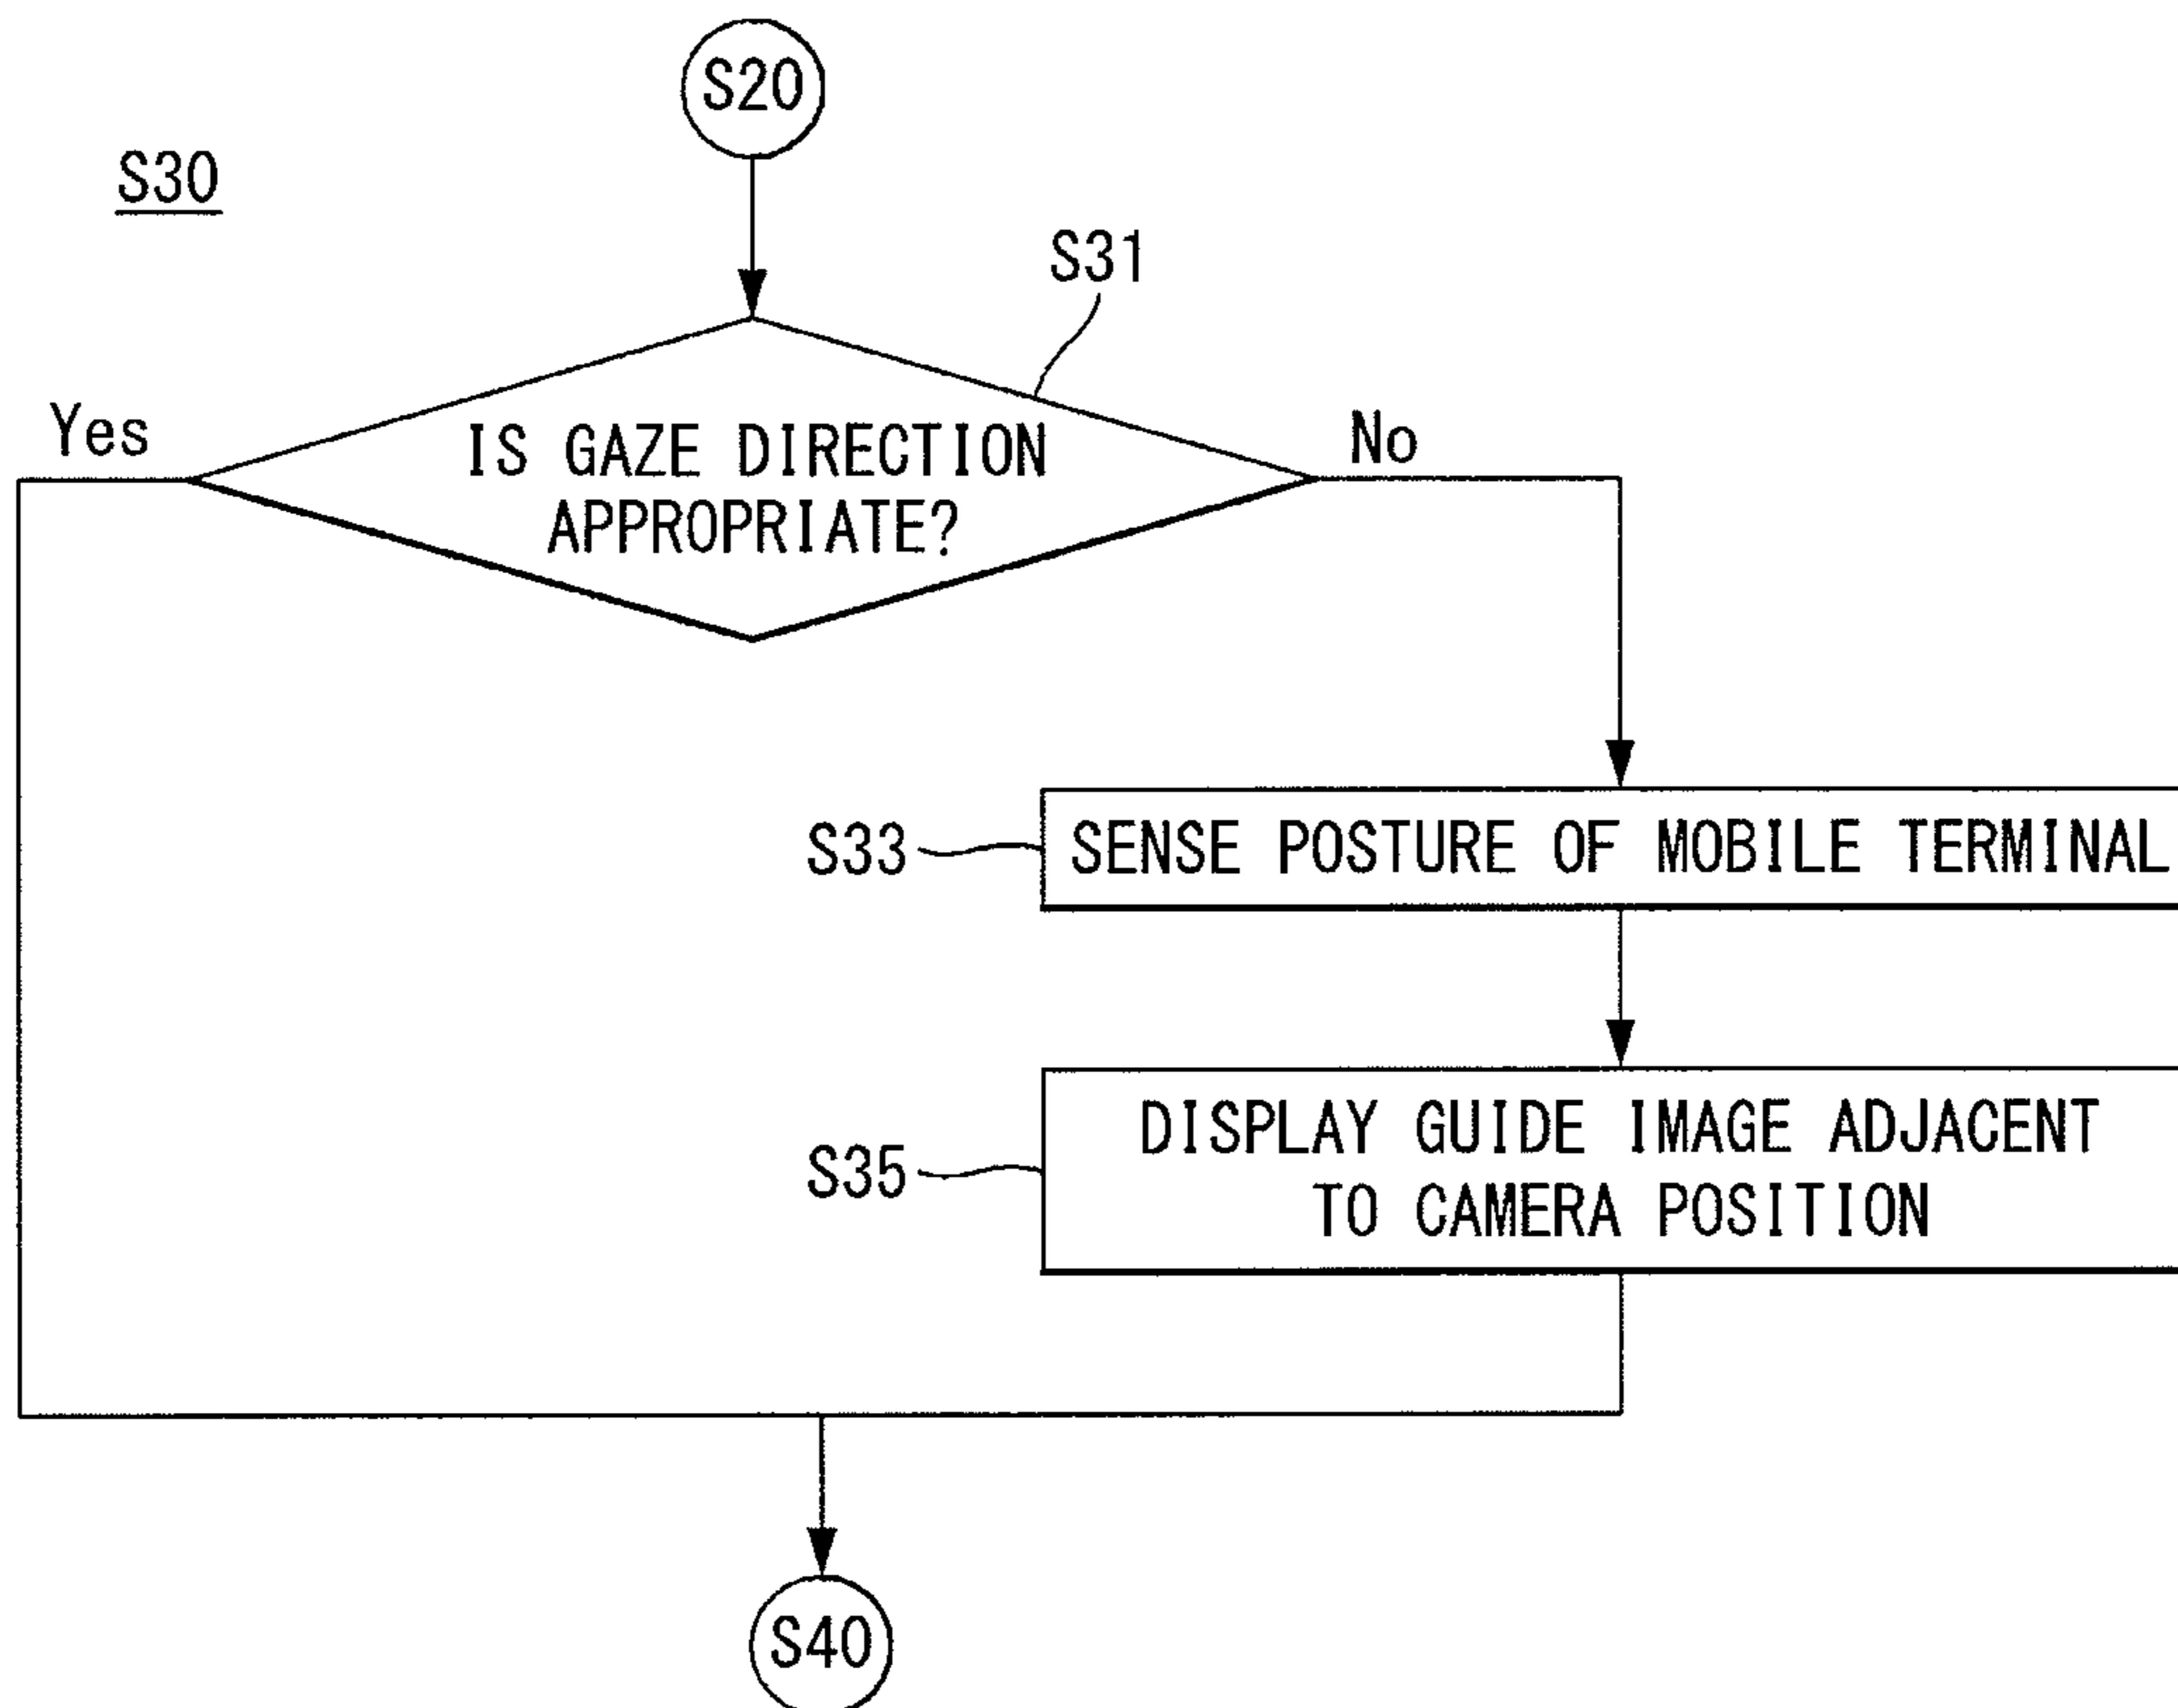 S20
S30
S31
Yes
No
IS GAZE DIRECTION
APPROPRIATE?
S33
SENSE POSTURE OF MOBILE TERMINAL
DISPLAY GUIDE IMAGE ADJACENT
S35
TO CAMERA POSITION
S40